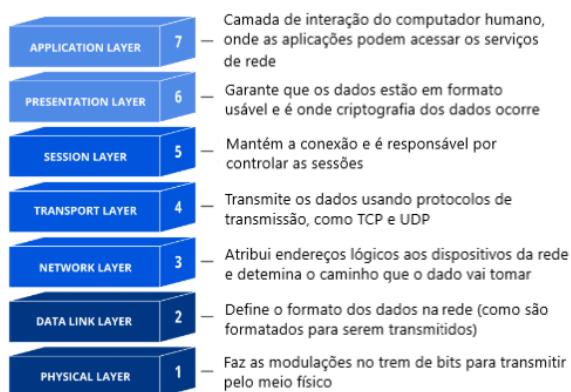 APPLICATION LAYER 7 — Camada de interação do computador humano,
onde as aplicações podem acessar os serviços
de rede
PRESENTATION LAYER 6 — Garante que os dados estão em formato
usável e é onde criptografia dos dados ocorre
SESSION LAYER 5 — Mantém a conexão e é responsável por
controlar as sessões
TRANSPORT LAYER 4 — Transmite os dados usando protocolos de
transmissão, como TCP e UDP
NETWORK LAYER 3 — Atribui endereços lógicos aos dispositivos da rede
e detemina o caminho que o dado vai tomar
DATA LINK LAYER 2 — Define o formato dos dados na rede (como são
formatados para serem transmitidos)
PHYSICAL LAYER 1 — Faz as modulações no trem de bits para transmitir
pelo meio físico